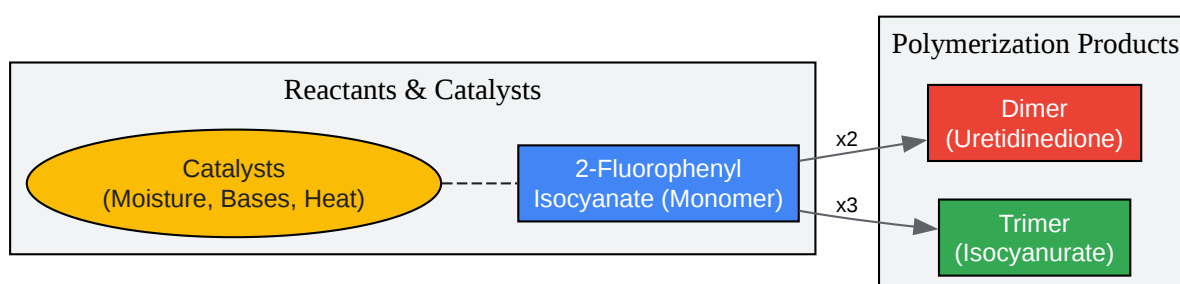 Reactants & Catalysts
Catalysts
(Moisture, Bases, Heat)
2-Fluorophenyl
Isocyanate (Monomer)
x2
x3
Polymerization Products
Dimer
(Uretidinedione)
Trimer
(Isocyanurate)